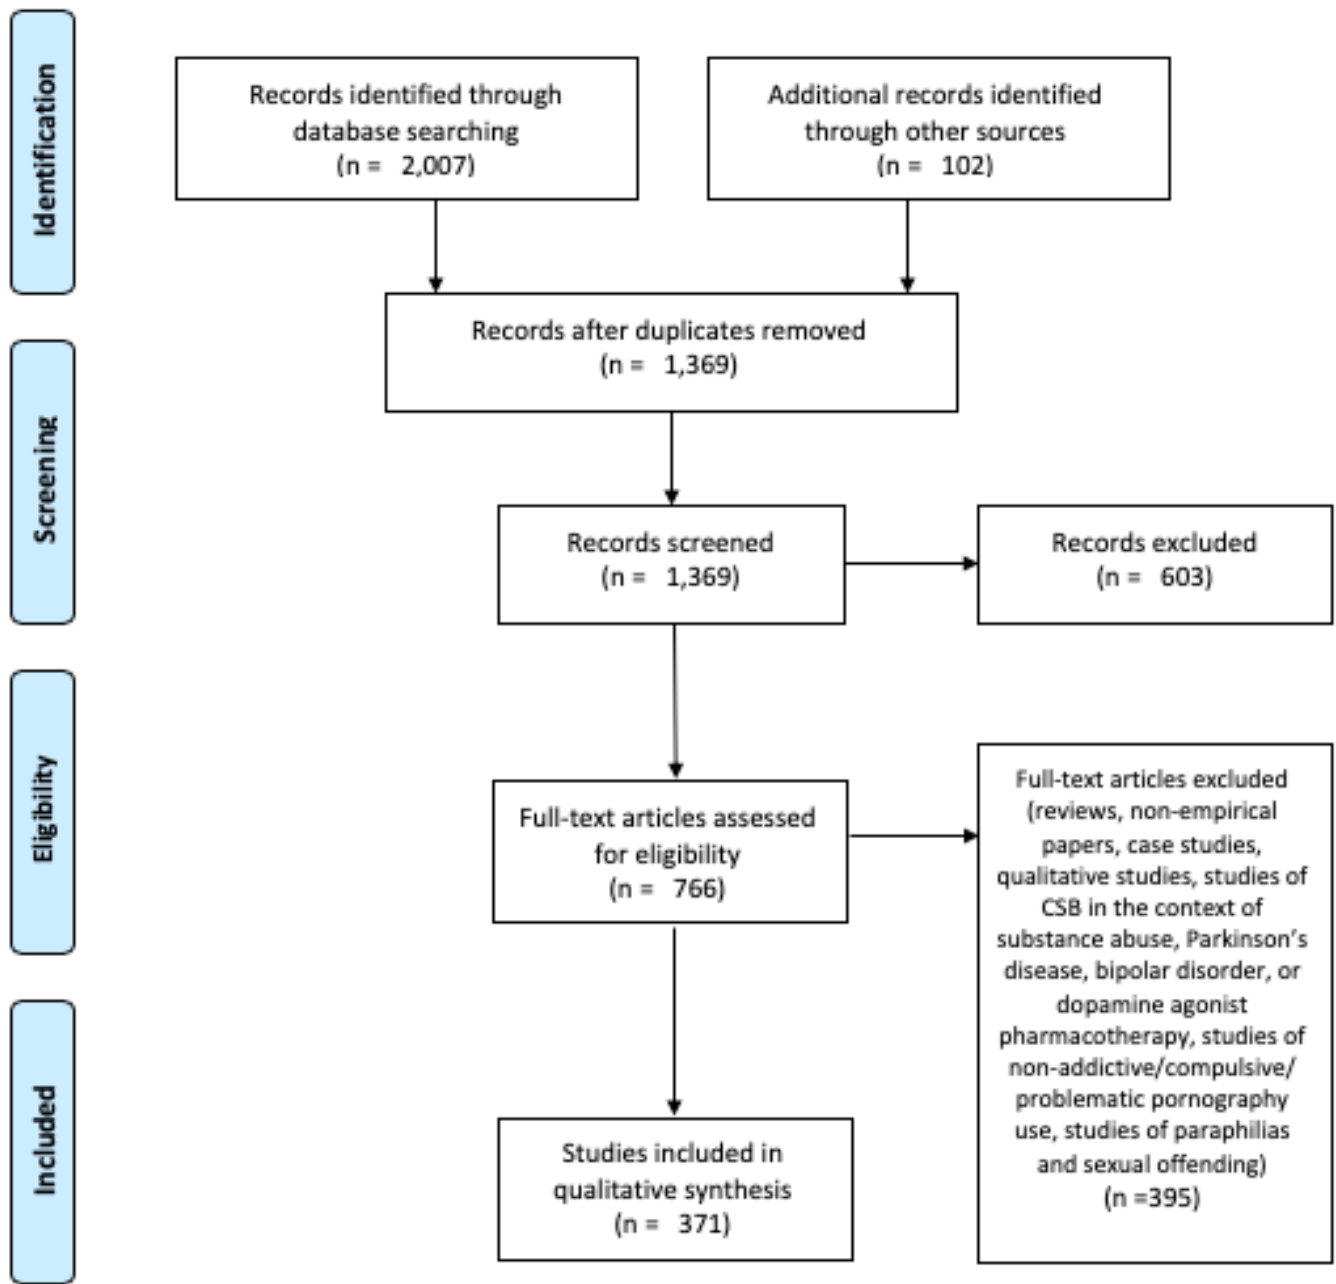 Identification
Records identified through
database searching
(n = 2,007)
Additional records identified
through other sources
(n = 102)
Records after duplicates removed
(n = 1,369)
Screening
Records screened
(n = 1,369)
Records excluded
(n = 603)
Eligibility
Full-text articles assessed
for eligibility
(n = 766)
Full-text articles excluded
(reviews, non-empirical
papers, case studies,
qualitative studies, studies of
CSB in the context of
substance abuse, Parkinson's
disease, bipolar disorder, or
dopamine agonist
pharmacotherapy, studies of
non-addictive/compulsive/
problematic pornography
use, studies of paraphilias
and sexual offending)
(n =395)
Included
Studies included in
qualitative synthesis
(n = 371)